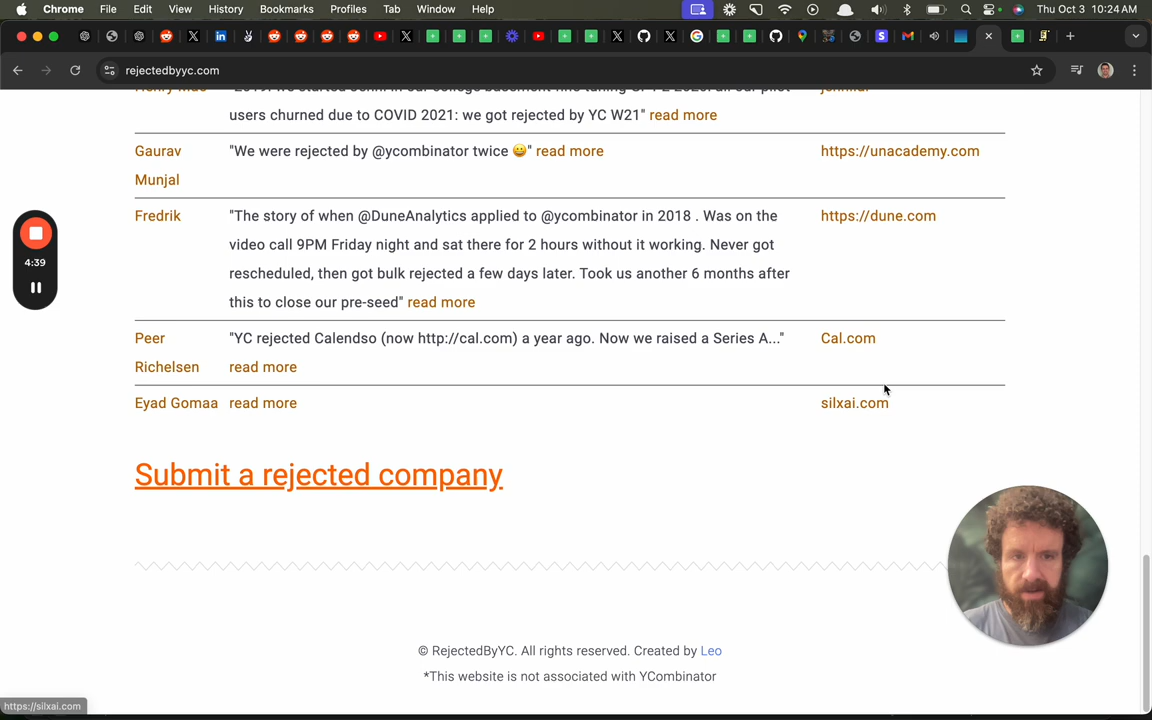 Chrome File Edit View History Bookmarks Profiles Tab Window Help Thu Oct 3 10:24 AM
rejectedbyyc.com
users churned due to COVID 2021: we got rejected by YC W21" read more
Gaurav Munjal
"We were rejected by @ycombinator twice 😀" read more
https://unacademy.com
Fredrik
"The story of when @DuneAnalytics applied to @ycombinator in 2018 . Was on the
video call 9PM Friday night and sat there for 2 hours without it working. Never got
rescheduled, then got bulk rejected a few days later. Took us another 6 months after
this to close our pre-seed" read more
https://dune.com
4:39
Peer
Richelsen
"YC rejected Calendso (now http://cal.com) a year ago. Now we raised a Series A..."
read more
Cal.com
Eyad Gomaa read more silxai.com
Submit a rejected company
© RejectedByYC. All rights reserved. Created by Leo
*This website is not associated with YCombinator
https://silxai.com